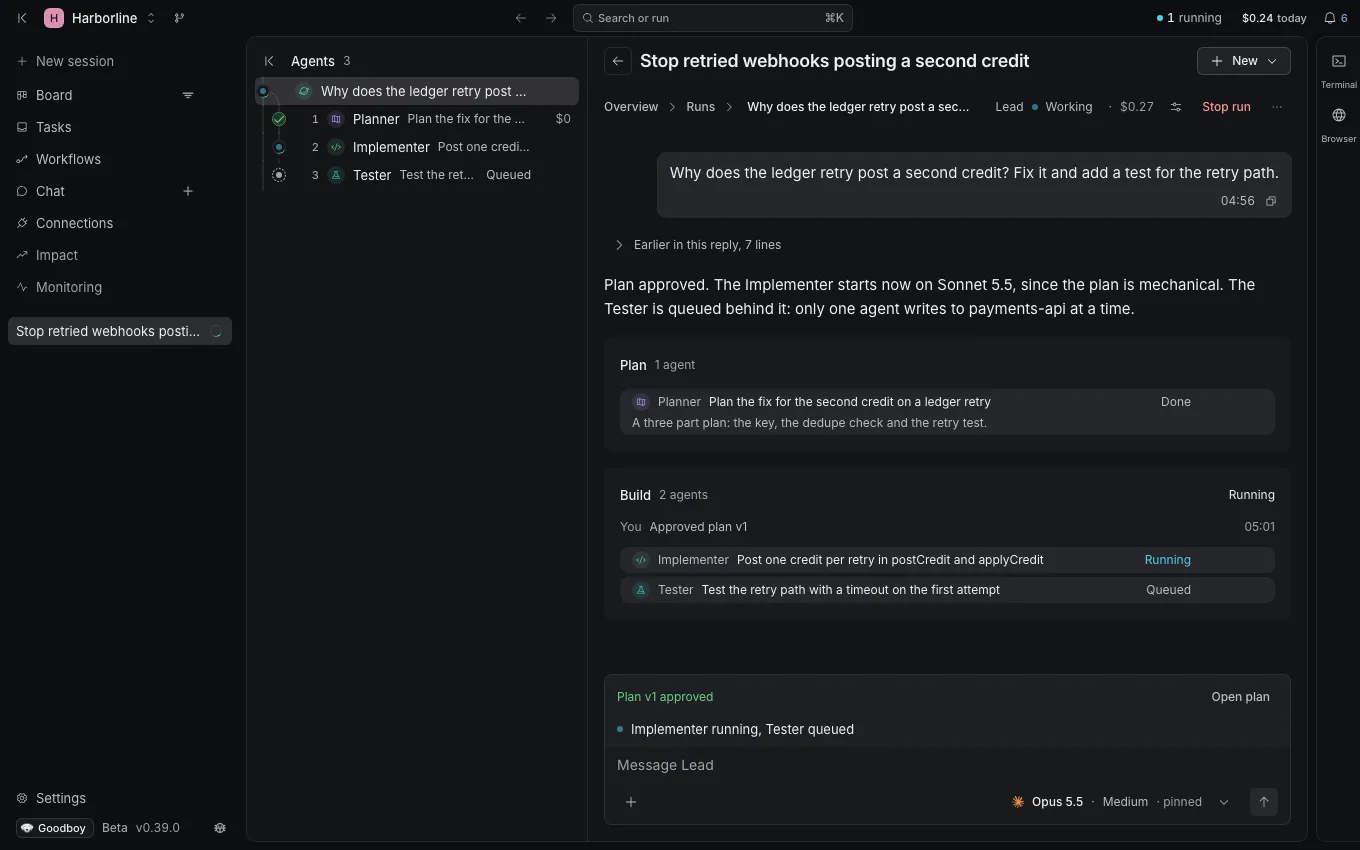 H Harborline
Search or run ⌘K
1 running $0.24 today 6
New session
Board
Tasks
Workflows
Chat
Connections
Impact
Monitoring
Stop retried webhooks posti...
Settings
Goodboy Beta v0.39.0
Agents 3
Why does the ledger retry post ...
1 Planner Plan the fix for the ... $0
2 Implementer Post one credi...
3 Tester Test the ret... Queued
Stop retried webhooks posting a second credit
New
Overview Runs Why does the ledger retry post a sec... Lead Working · $0.27 Stop run ...
Why does the ledger retry post a second credit? Fix it and add a test for the retry path.
04:56
Earlier in this reply, 7 lines
Plan approved. The Implementer starts now on Sonnet 5.5, since the plan is mechanical. The
Tester is queued behind it: only one agent writes to payments-api at a time.
Plan 1 agent
Planner Plan the fix for the second credit on a ledger retry Done
A three part plan: the key, the dedupe check and the retry test.
Build 2 agents Running
You Approved plan v1 05:01
Implementer Post one credit per retry in postCredit and applyCredit Running
Tester Test the retry path with a timeout on the first attempt Queued
Plan v1 approved Open plan
Implementer running, Tester queued
Message Lead
Opus 5.5 · Medium · pinned
Terminal
Browser